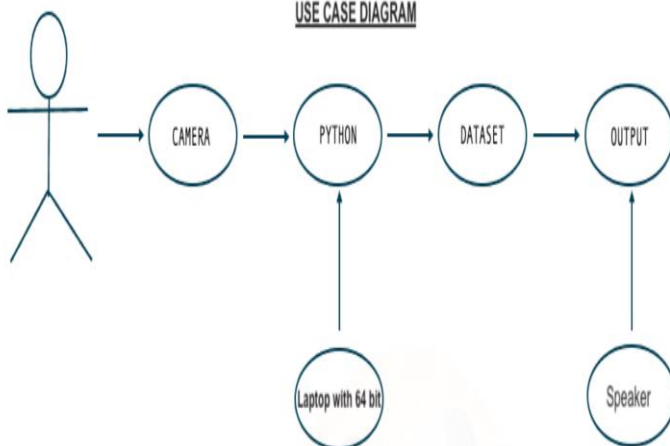 USE CASE DIAGRAM
CAMERA
PYTHON
DATASET
OUTPUT
Laptop with 64 bit
Speaker